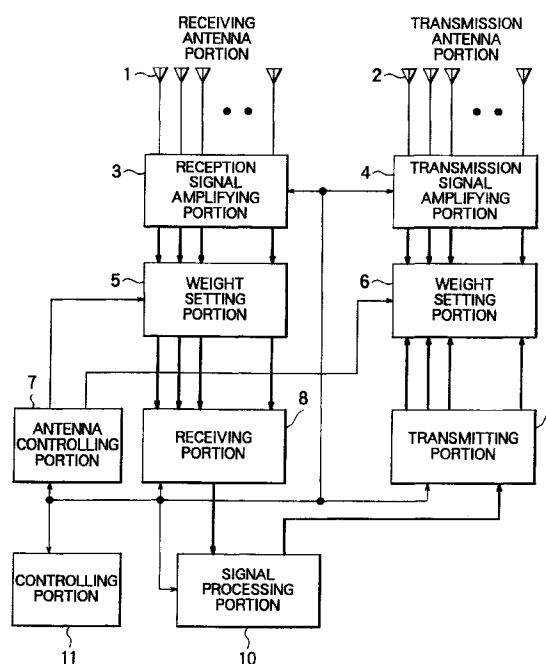 RECEIVING
ANTENNA
PORTION
TRANSMISSION
ANTENNA
PORTION
1
2
3
RECEPTION
SIGNAL
AMPLIFYING
PORTION
4
TRANSMISSION
SIGNAL
AMPLIFYING
PORTION
5
WEIGHT
SETTING
PORTION
6
WEIGHT
SETTING
PORTION
7
ANTENNA
CONTROLLING
PORTION
8
RECEIVING
PORTION
TRANSMITTING
PORTION
CONTROLLING
PORTION
11
SIGNAL
PROCESSING
PORTION
10